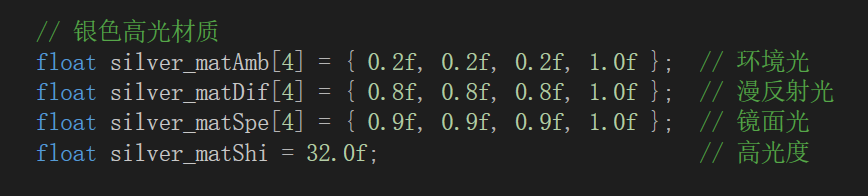 // 银色高光材质
float silver_matAmb[4] = { 0.2f, 0.2f, 0.2f, 1.0f };  // 环境光
float silver_matDif[4] = { 0.8f, 0.8f, 0.8f, 1.0f };  // 漫反射光
float silver_matSpe[4] = { 0.9f, 0.9f, 0.9f, 1.0f };  // 镜面光
float silver_matShi = 32.0f;                          // 高光度